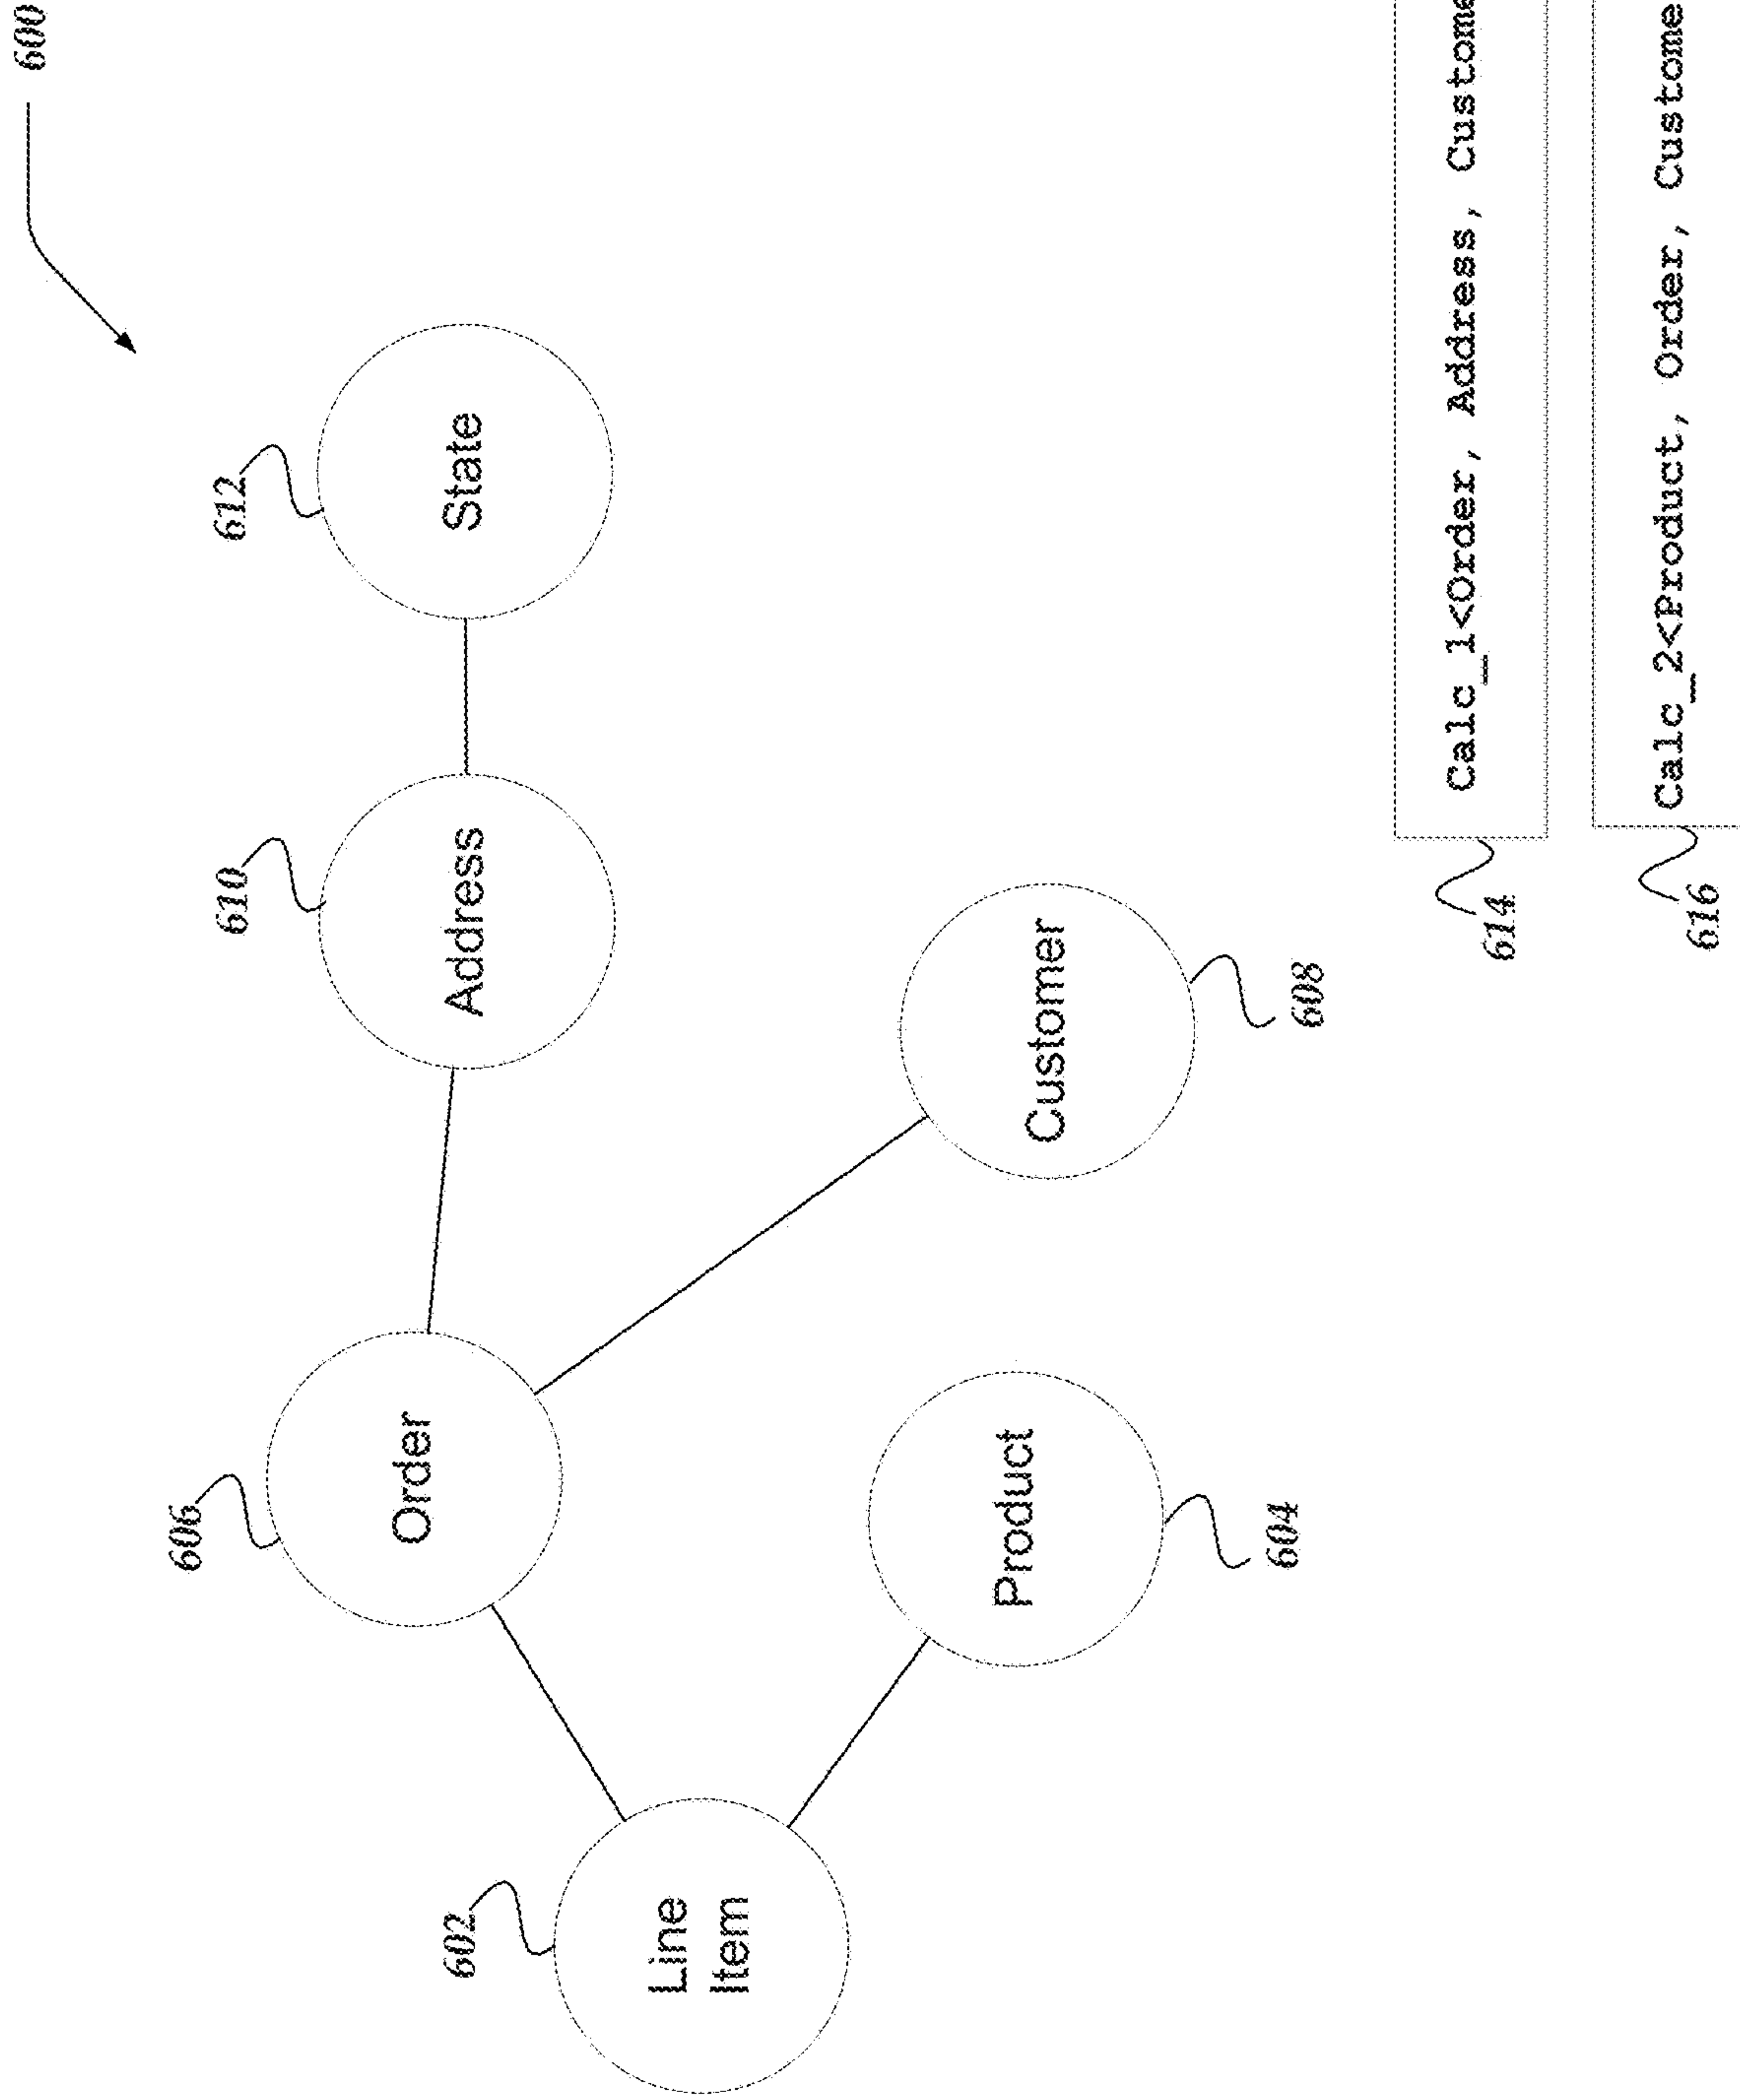 600
612
State
610
Address
606
Order
Customer
608
Product
604
602
Line
Item
614
Calc_1<Order, Address, Custome
616
Calc_2<Product, Order, Custome